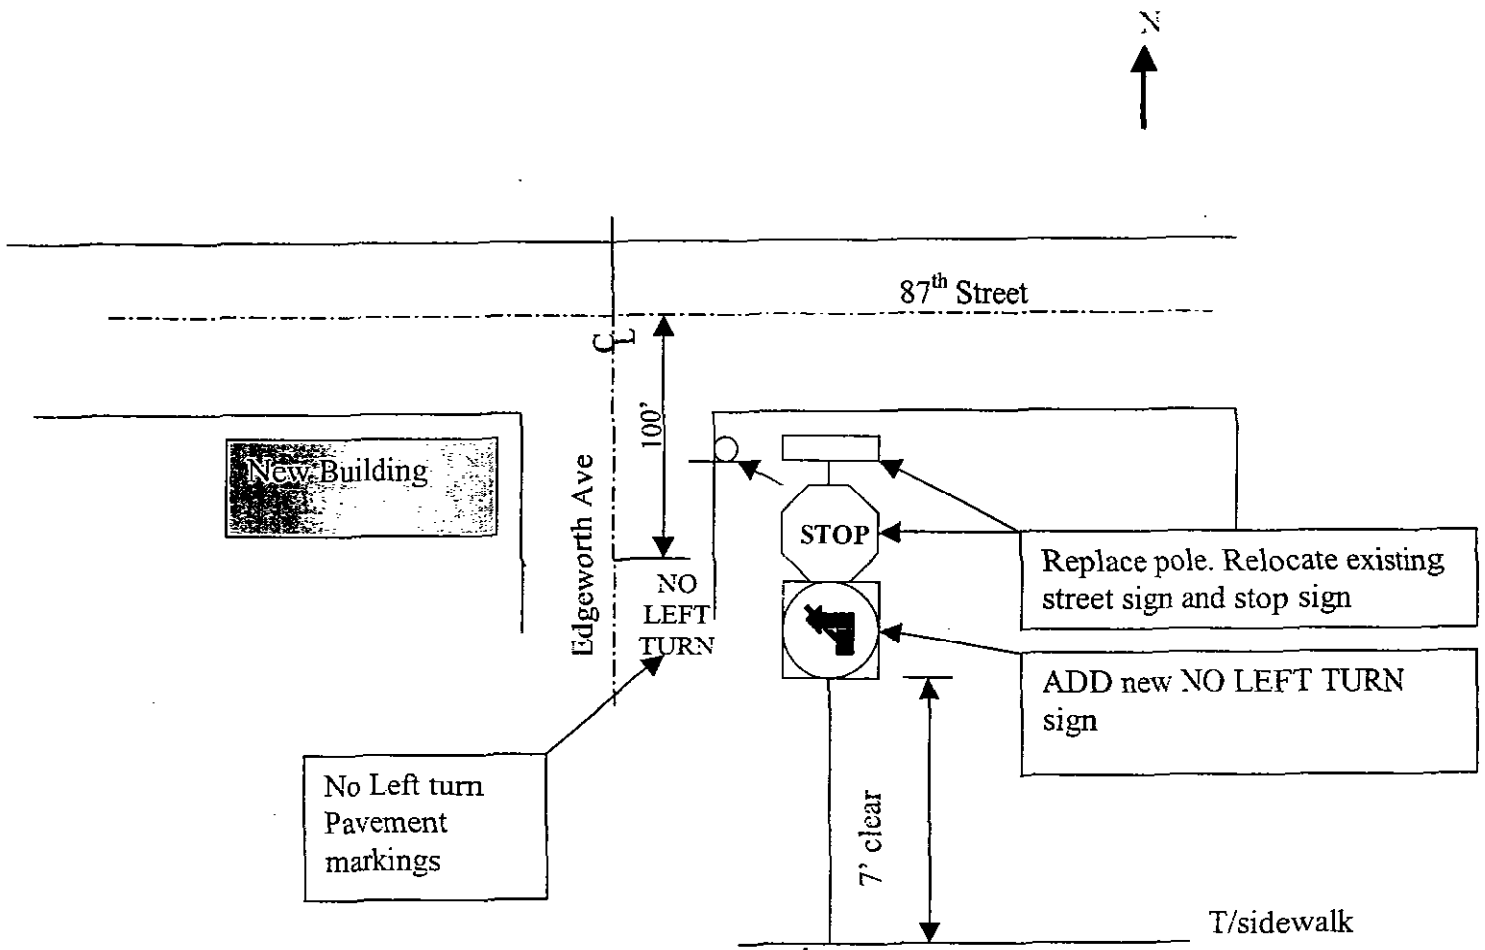 N
87th Street
CL
100'
New Building
Edgeworth Ave
STOP
NO
LEFT
TURN
Replace pole. Relocate existing
street sign and stop sign
ADD new NO LEFT TURN
sign
No Left turn
Pavement
markings
7' clear
T/sidewalk